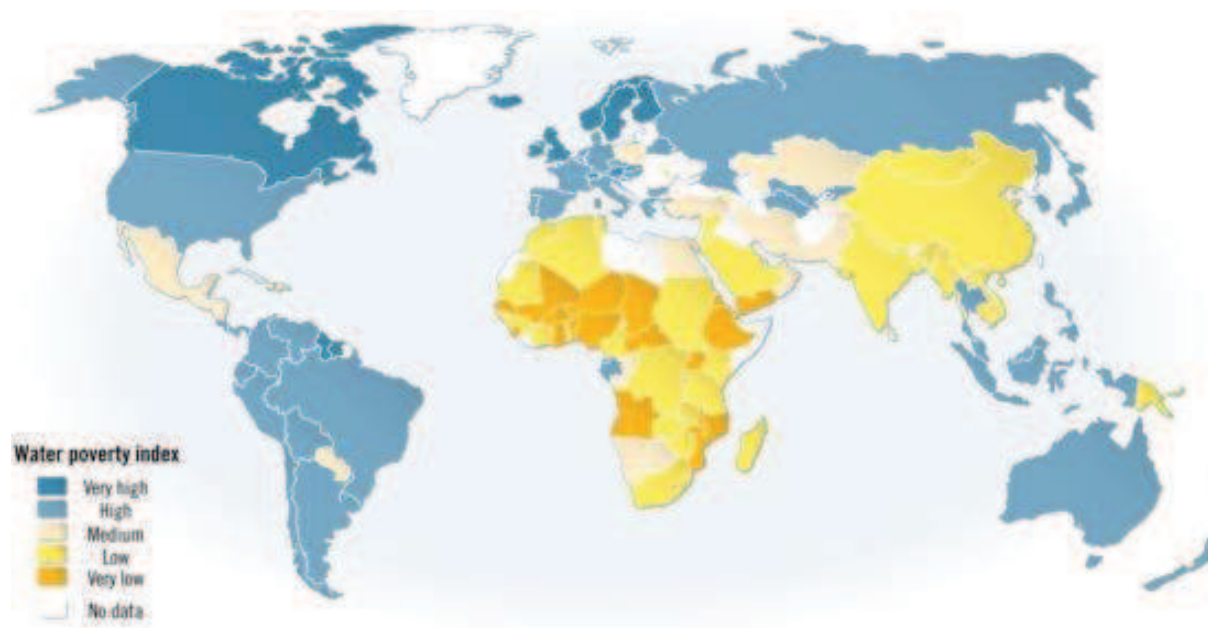 Water poverty index
Very high
High
Medium
Low
Very low
No data